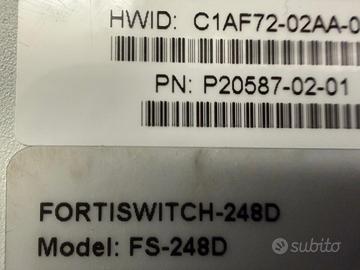 HWID: C1AF72-02AA-0
PN: P20587-02-01
FORTISWITCH-248D
Model: FS-248D
subito